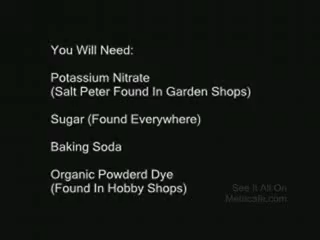 You Will Need:
Potassium Nitrate
(Salt Peter Found In Garden Shops)
Sugar (Found Everywhere)
Baking Soda
Organic Powderd Dye
(Found In Hobby Shops)
See It All On
Metacafe.com